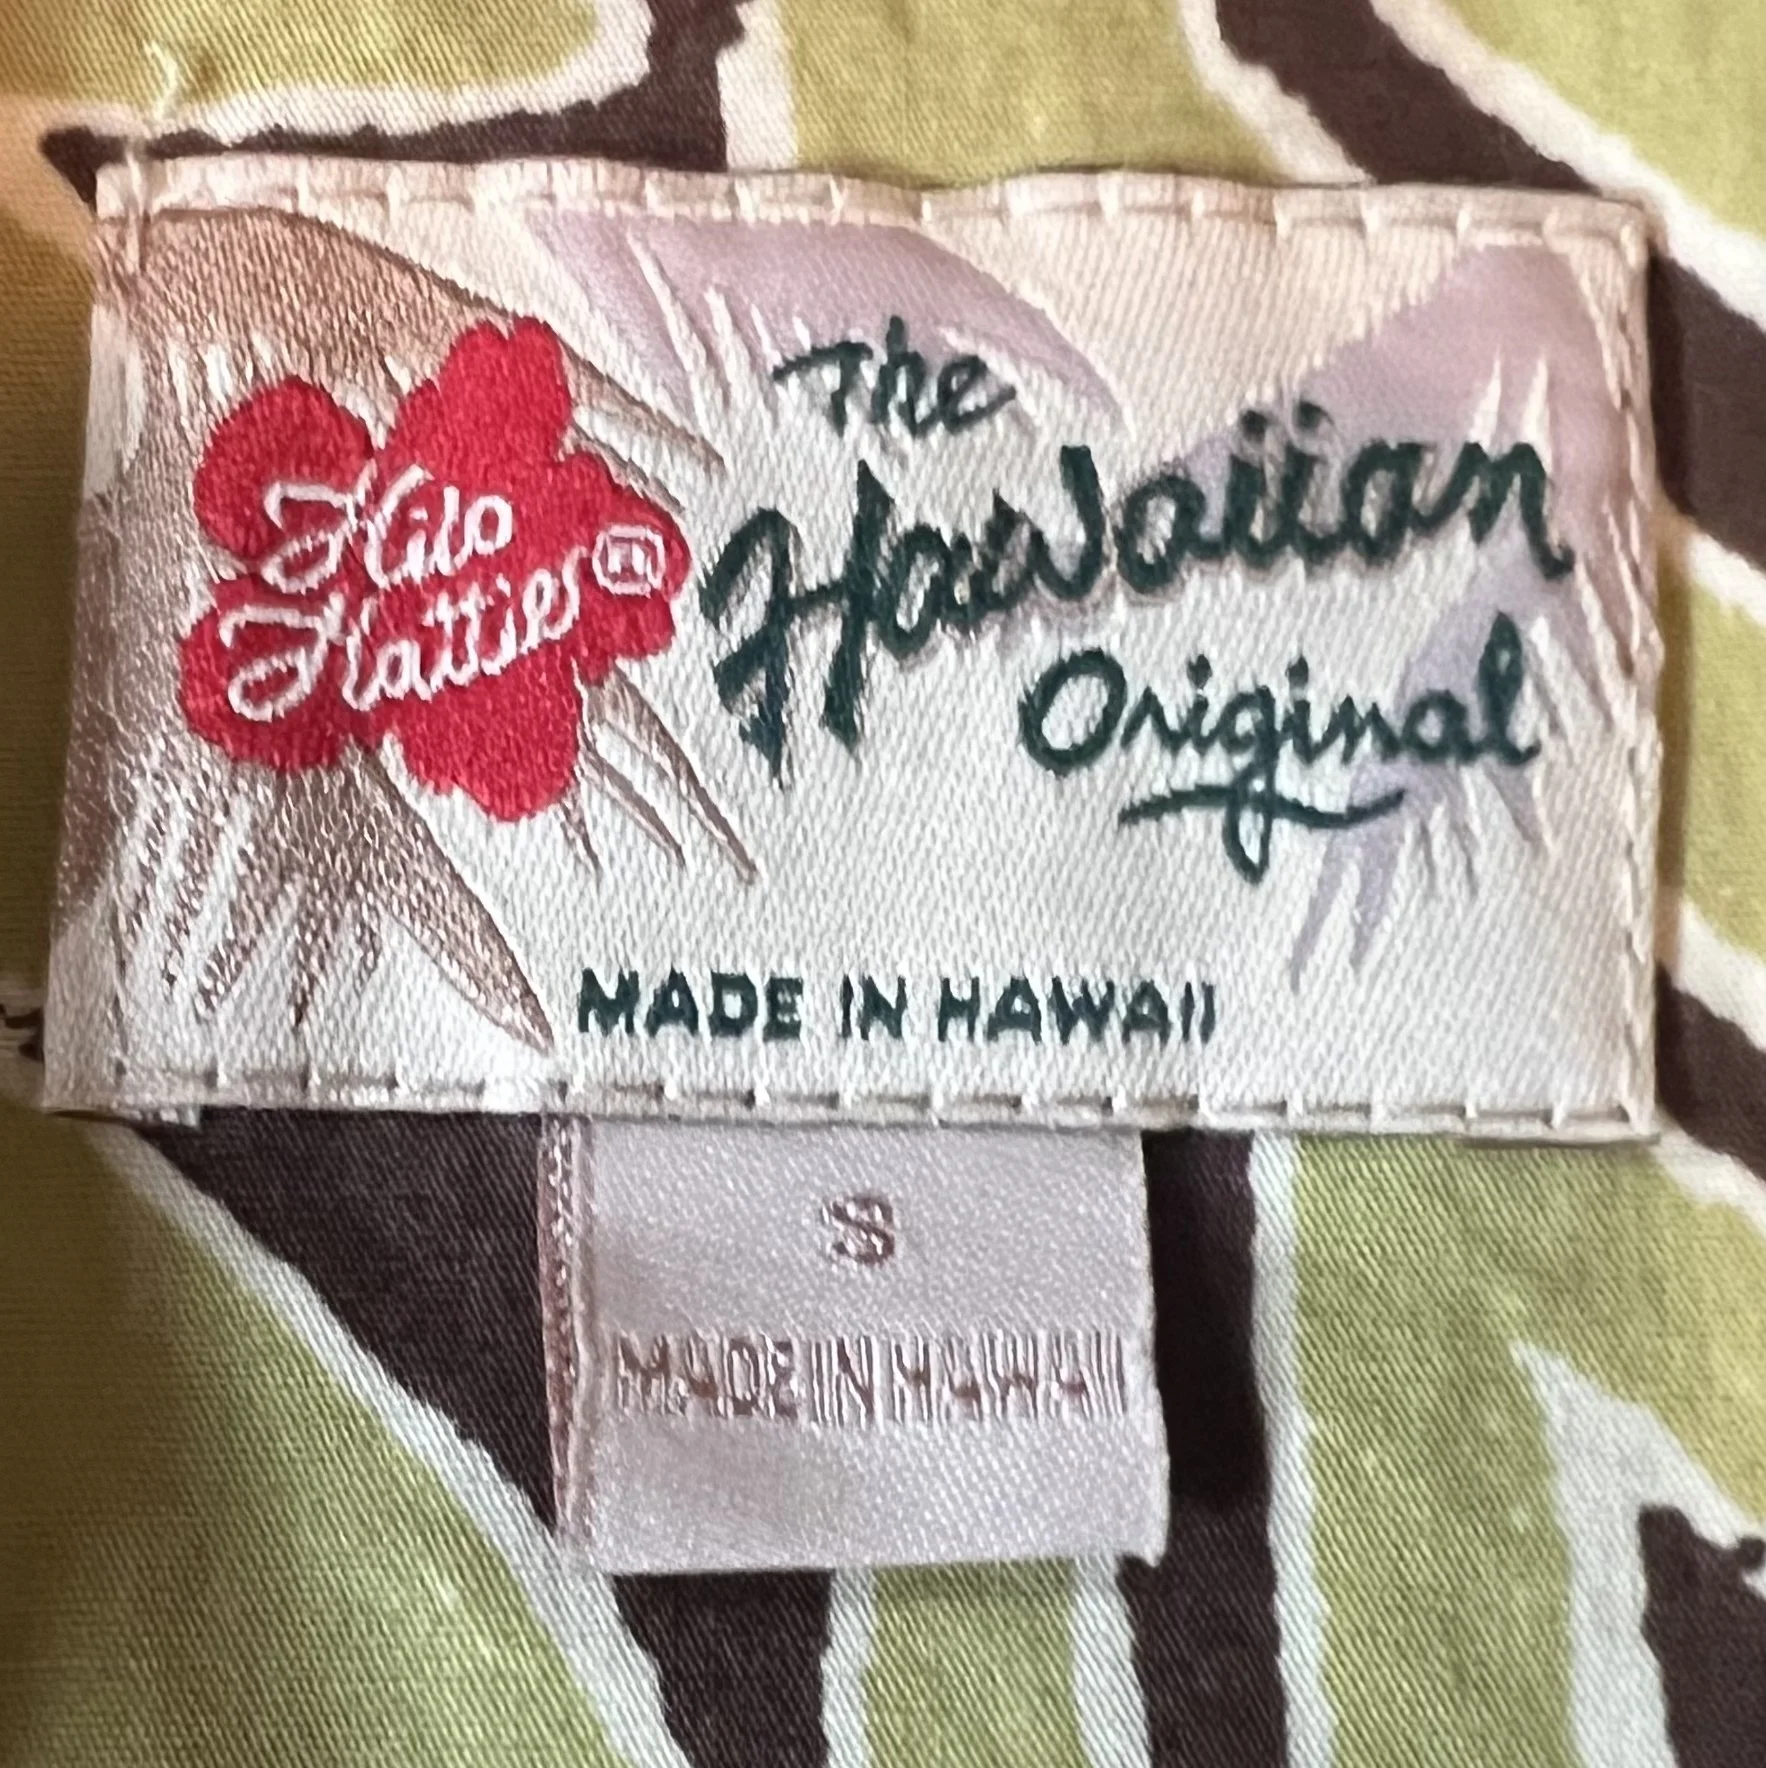 Hilo
Hattie®
The
Hawaiian
Original
MADE IN HAWAII
S
MADE IN HAWAII